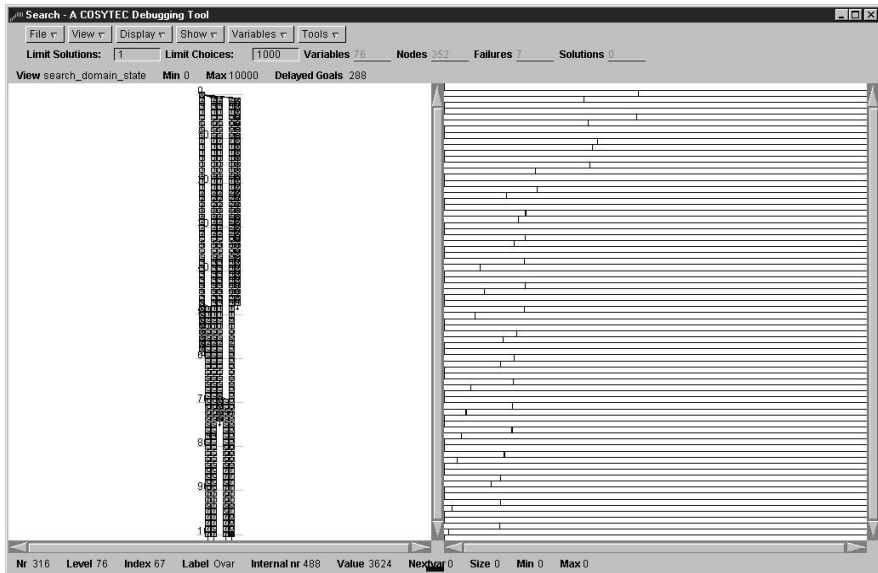 Search - A COSYTEC Debugging Tool
File View Display Show Variables Tools
Limit Solutions: 1 Limit Choices: 1000 Variables 76 Nodes 352 Failures 7 Solutions 0
View search_domain_state Min 0 Max 10000 Delayed Goals 288
0
Nr 316 Level 76 Index 67 Label Ovar Internal nr 488 Value 3624 Nextvar 0 Size 0 Min 0 Max 0